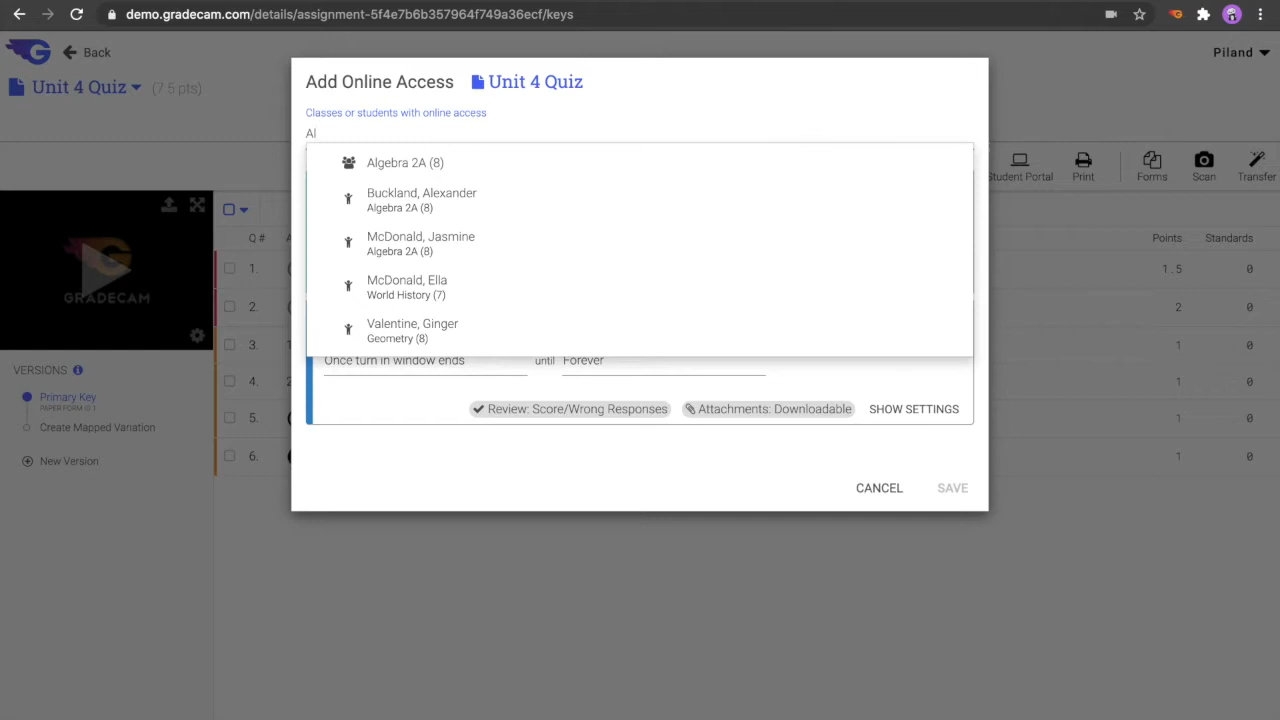 demo.gradecam.com/details/assignment-5f4e7b6b357964f749a36ecf/keys
Back
Piland
Unit 4 Quiz (7.5 pts)
Add Online Access Unit 4 Quiz
Classes or students with online access
Al
Algebra 2A (8)
Buckland, Alexander
Algebra 2A (8)
McDonald, Jasmine
Algebra 2A (8)
McDonald, Ella
World History (7)
Valentine, Ginger
Geometry (8)
Once turn in window ends until Forever
Review: Score/Wrong Responses Attachments: Downloadable SHOW SETTINGS
CANCEL SAVE
Student Portal Print Forms Scan Transfer
GRADECAM
VERSIONS
Primary Key
PAPER FORM ID 1
Create Mapped Variation
New Version
Q # Points Standards
1. 1.5 0
2. 2 0
3. 1 0
4. 1 0
5. 1 0
6. 1 0